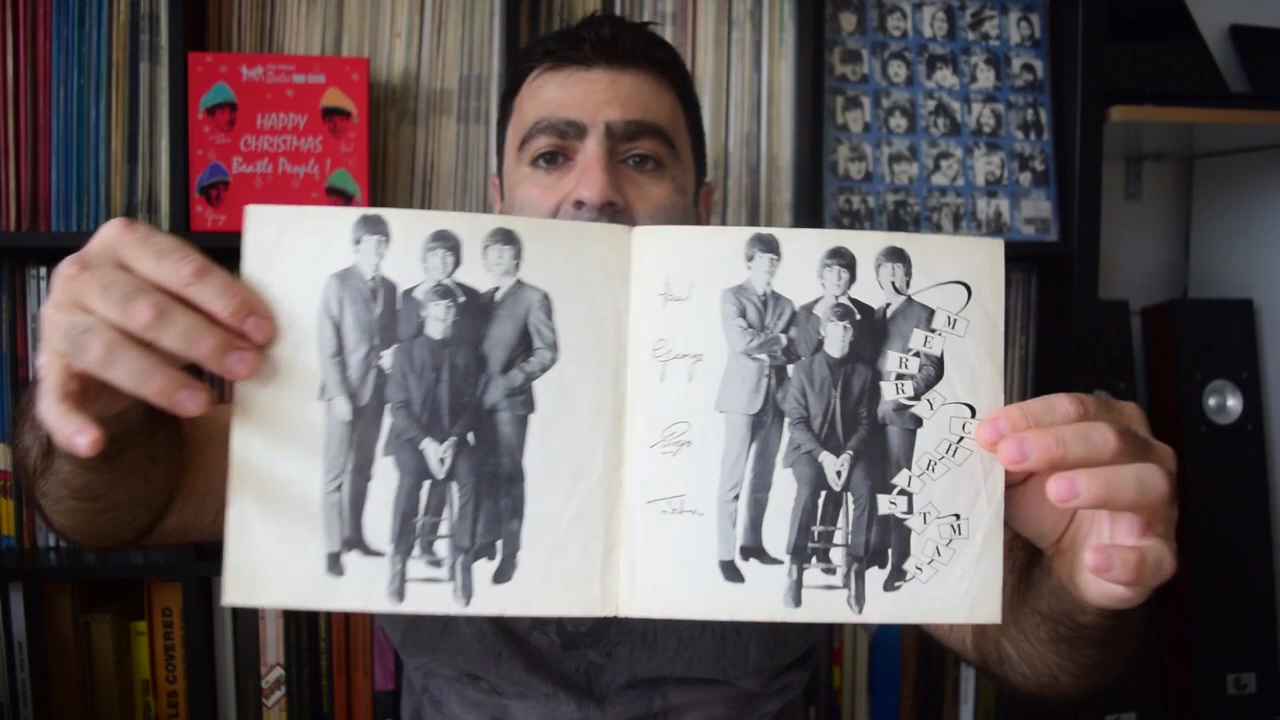 HAPPY
CHRISTMAS
Beatle People!
Paul
George
Ringo
John
MERRY
CHRISTMAS
LES COVERED